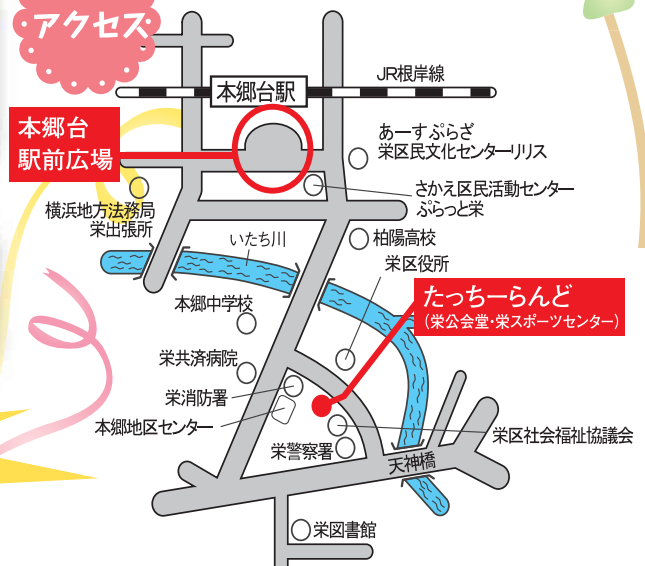 アクセス
JR根岸線
本郷台駅
本郷台
駅前広場
あーすぷらざ
栄区民文化センターリリス
さかえ区民活動センター
ぷらっと栄
横浜地方法務局
栄出張所
いたち川
柏陽高校
栄区役所
たっちーらんど
（栄公会堂・栄スポーツセンター）
本郷中学校
栄共済病院
栄消防署
本郷地区センター
栄警察署
栄区社会福祉協議会
天神橋
栄図書館